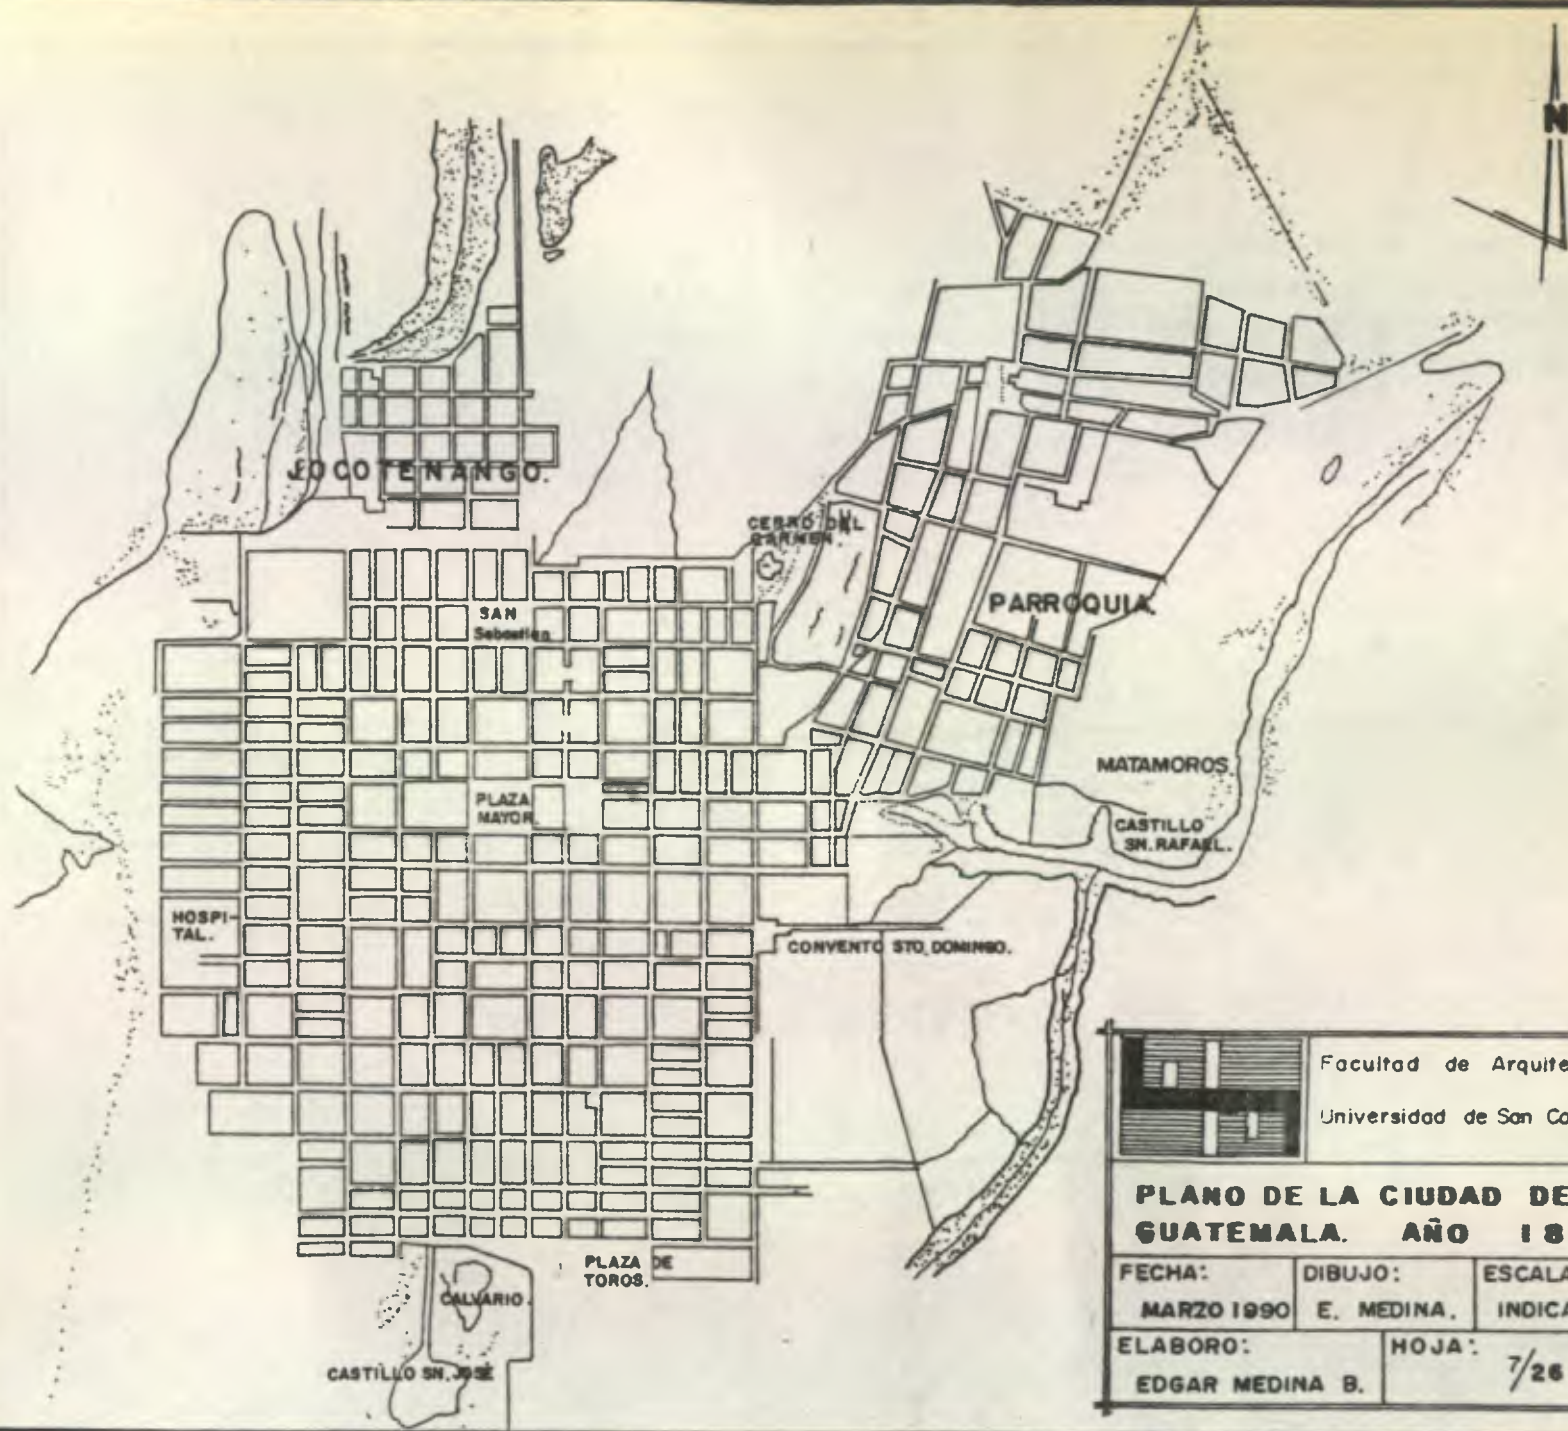 N
JOCOTENANGO.
CERRO DEL
CARMEN.
SAN
Sebastian
PARROQUIA.
MATAMOROS
PLAZA
MAYOR.
CASTILLO
SN. RAFAEL.
HOSPI-
TAL.
CONVENTO STO. DOMINGO.
PLAZA DE
TOROS.
CALVARIO.
CASTILLO SN. JOSÉ
Facultad de Arquite
Universidad de San Ca
PLANO DE LA CIUDAD DE
GUATEMALA. AÑO 18
FECHA:
MARZO 1990
DIBUJO:
E. MEDINA.
ESCALA
INDICA
ELABORO:
EDGAR MEDINA B.
HOJA:
7/26